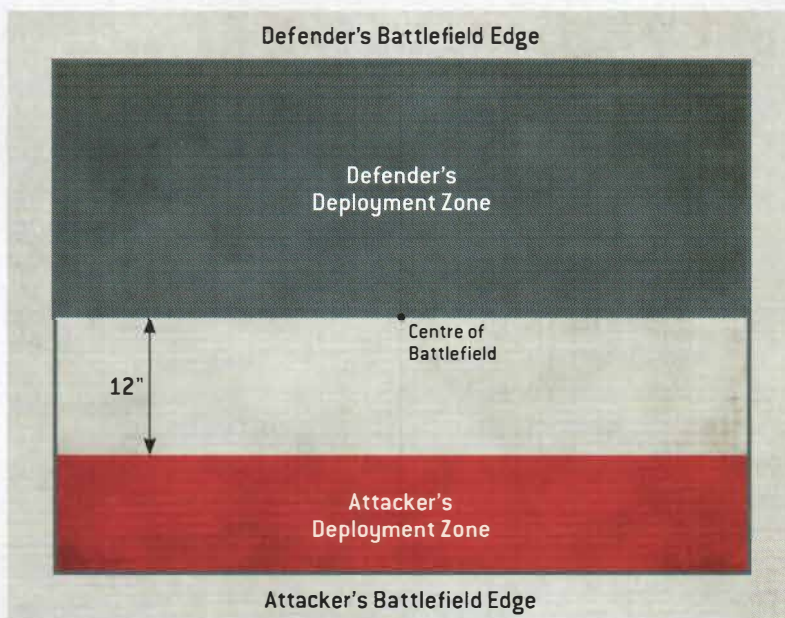 Defender's Battlefield Edge
Defender's
Deployment Zone
Centre of
Battlefield
12"
Attacker's
Deployment Zone
Attacker's Battlefield Edge